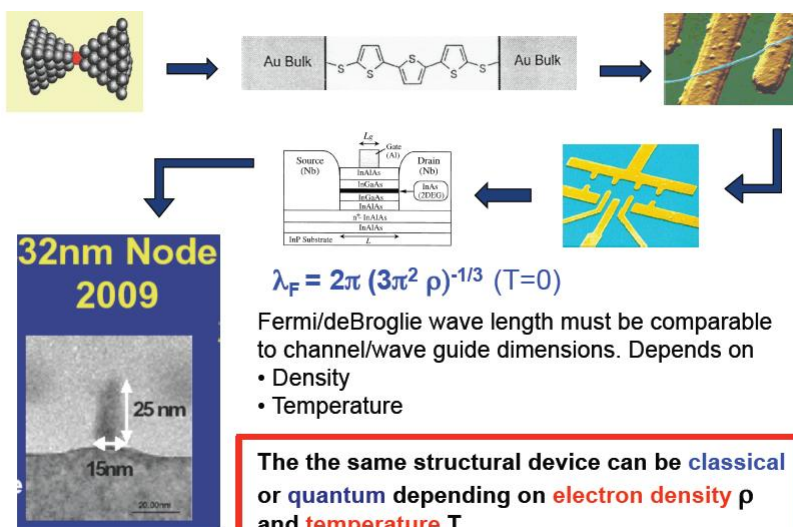 Au Bulk
S
S
S
S
S
Au Bulk
Lg
Gate
(Al)
Source
(Nb)
Drain
(Nb)
InAlAs
InGaAs
InAs
(2DEG)
InGaAs
InAlAs
n⁺- InAlAs
InAlAs
InP Substrate
L
32nm Node
2009
25 nm
15nm
20.00nm
e
λF = 2π (3π² ρ)-1/3 (T=0)
Fermi/deBroglie wave length must be comparable
to channel/wave guide dimensions. Depends on
• Density
• Temperature
The the same structural device can be classical
or quantum depending on electron density ρ
and temperature T